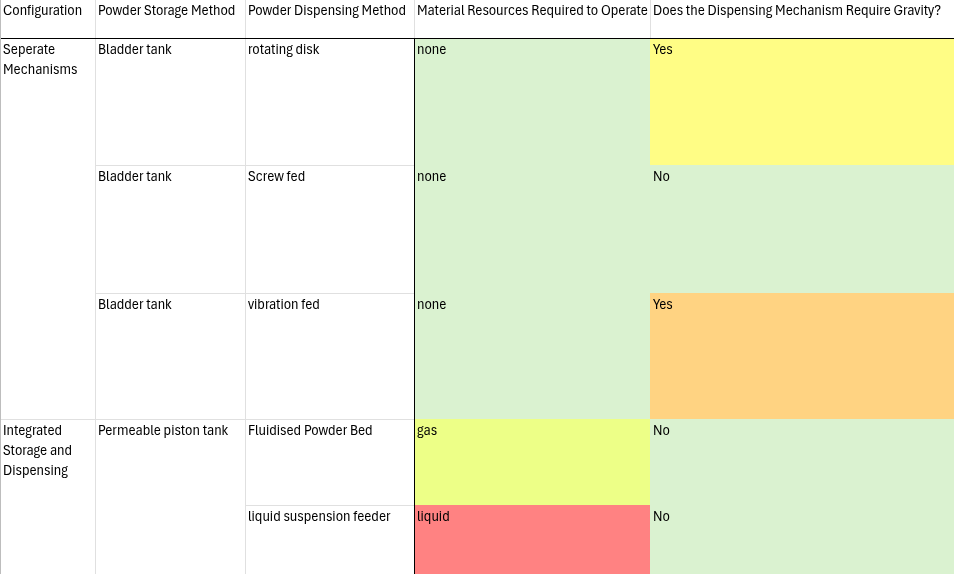 Configuration Powder Storage Method Powder Dispensing Method Material Resources Required to Operate Does the Dispensing Mechanism Require Gravity?
Seperate Bladder tank rotating disk none Yes
Mechanisms
Bladder tank Screw fed none No
Bladder tank vibration fed none Yes
Integrated Permeable piston tank Fluidised Powder Bed gas No
Storage and
Dispensing
liquid suspension feeder liquid No